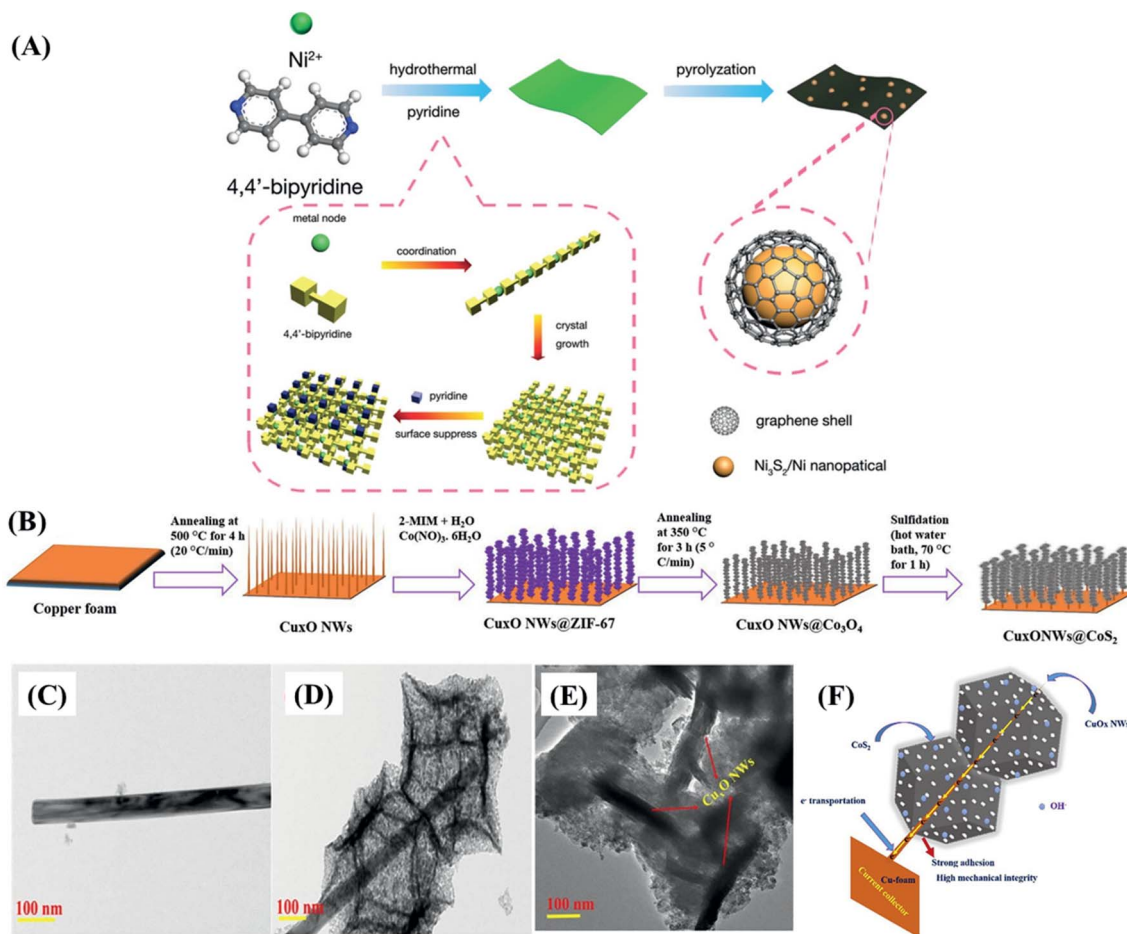 (A)
Ni²⁺
hydrothermal
pyridine
pyrolyzation
4,4'-bipyridine
metal node
coordination
4,4'-bipyridine
crystal
growth
pyridine
surface suppress
graphene shell
Ni₃S₂/Ni nanopatical
(B)
Annealing at
500 °C for 4 h
(20 °C/min)
2-MIM + H₂O
Co(NO)₃. 6H₂O
Annealing
at 350 °C
for 3 h (5 °
C/min)
Sulfidation
(hot water
bath, 70 °C
for 1 h)
Copper foam
CuxO NWs
CuxO NWs@ZIF-67
CuxO NWs@Co₃O₄
CuxONWs@CoS₂
(C)
100 nm
(D)
100 nm
(E)
CuₓO NWs
100 nm
(F)
CuOx NWs
CoS₂
OH⁻
e⁻ transportation
Strong adhesion
High mechanical integrity
Cu-foam
Current collector